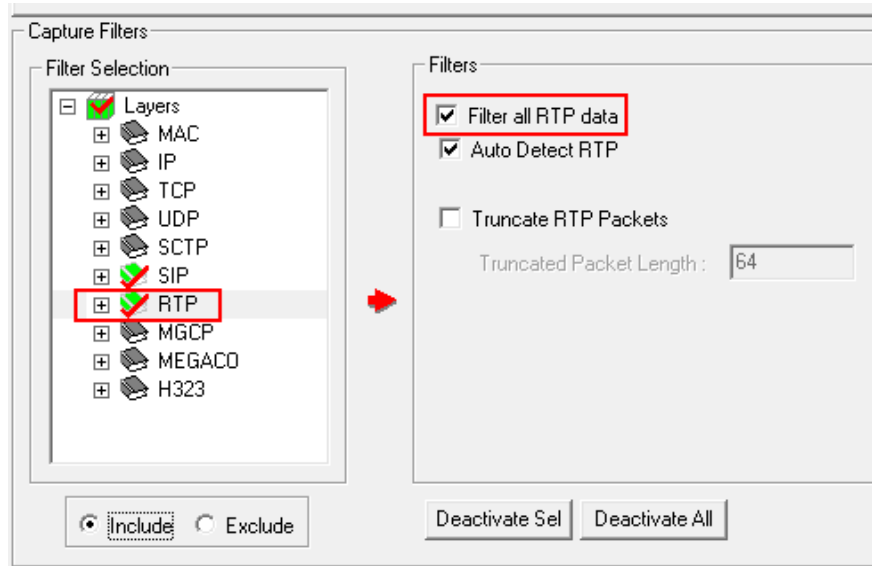 Capture Filters
Filter Selection
Layers
MAC
IP
TCP
UDP
SCTP
SIP
RTP
MGCP
MEGACO
H323
Include Exclude
Filters
Filter all RTP data
Auto Detect RTP
Truncate RTP Packets
Truncated Packet Length : 64
Deactivate Sel Deactivate All